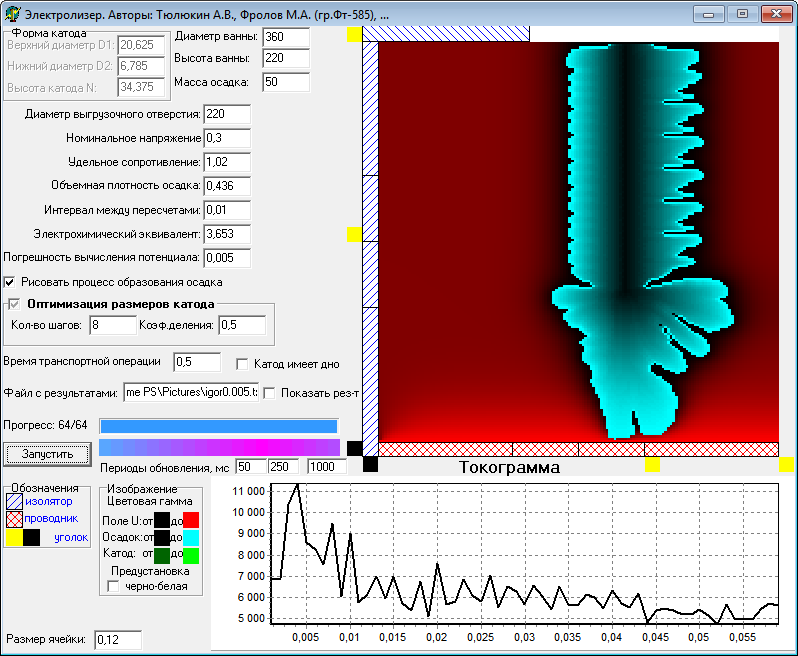 Электролизер. Авторы: Тюлюкин А.В., Фролов М.А. (гр.Фт-585), ...
Форма катода
Верхний диаметр D1: 20,625
Нижний диаметр D2: 6,785
Высота катода N: 34,375
Диаметр ванны: 360
Высота ванны: 220
Масса осадка: 50
Диаметр выгрузочного отверстия: 220
Номинальное напряжение 0,3
Удельное сопротивление: 1,02
Объемная плотность осадка: 0,436
Интервал между пересчетами: 0,01
Электрохимический эквивалент: 3,653
Погрешность вычисления потенциала: 0,005
Рисовать процесс образования осадка
Оптимизация размеров катода
Кол-во шагов: 8 Коэф.деления: 0,5
Время транспортной операции 0,5 Катод имеет дно
Файл с результатами: me PS\Pictures\igor0.005.t: Показать рез-т
Прогресс: 64/64
Запустить
Периоды обновления, мс 50 250 1000
Обозначения
изолятор
проводник
уголок
Изображение
Цветовая гамма
Поле U: от до
Осадок: от до
Катод: от до
Предустановка
черно-белая
Размер ячейки: 0,12
Токограмма
11 000
10 000
9 000
8 000
7 000
6 000
5 000
0,005 0,01 0,015 0,02 0,025 0,03 0,035 0,04 0,045 0,05 0,055